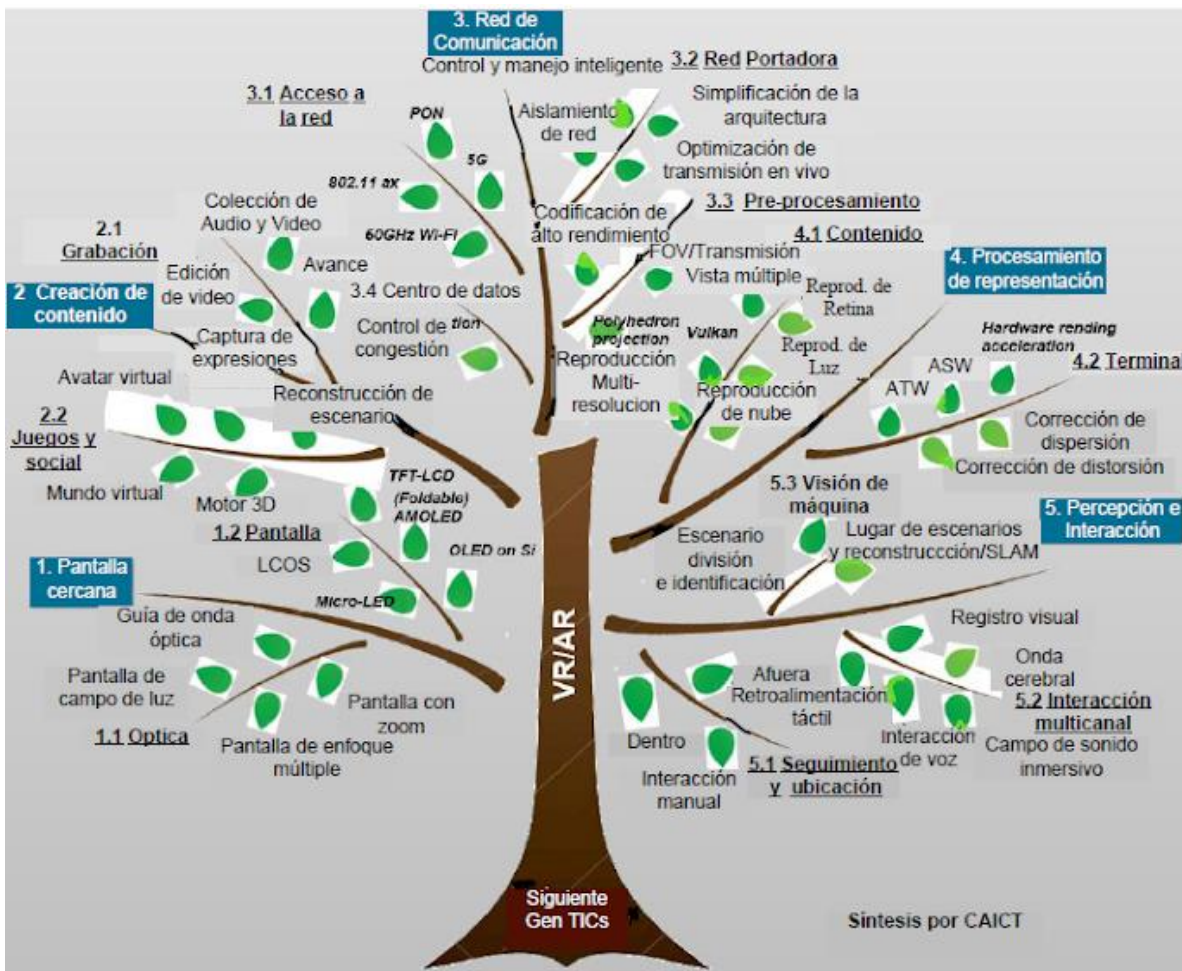 3. Red de
Comunicación
Control y manejo inteligente
3.2 Red Portadora
3.1 Acceso a
la red
PON
5G
802.11 ax
60GHz Wi-Fi
Aislamiento
de red
Simplificación de la
arquitectura
Optimización de
transmisión en vivo
3.3 Pre-procesamiento
Codificación de
alto rendimiento
FOV/Transmisión
Vista múltiple
Polyhedron
projection
3.4 Centro de datos
Control de
congestión
tion
2.1
Grabación
Colección de
Audio y Video
Avance
Edición
de video
2 Creación de
contenido
Captura de
expresiones
Reconstrucción de
escenario
Avatar virtual
2.2
Juegos y
social
Mundo virtual
Motor 3D
4.1 Contenido
Vulkan
Reprod. de
Retina
Reprod. de
Luz
Reproducción
Multi-
resolucion
Reproducción
de nube
4. Procesamiento
de representación
Hardware rending
acceleration
4.2 Terminal
ASW
ATW
Corrección de
dispersión
Corrección de distorsión
1.2 Pantalla
TFT-LCD
(Foldable)
AMOLED
LCOS
OLED on Si
Micro-LED
1. Pantalla
cercana
Guía de onda
óptica
Pantalla de
campo de luz
Pantalla con
zoom
1.1 Optica
Pantalla de enfoque
múltiple
5.3 Visión de
máquina
Escenario
división
e identificación
Lugar de escenarios
y reconstruccción/SLAM
5. Percepción e
Interacción
Registro visual
Onda
cerebral
5.2 Interacción
multicanal
Afuera
Retroalimentación
táctil
Interacción
de voz
Campo de sonido
inmersivo
Dentro
Interacción
manual
5.1 Seguimiento
y ubicación
VR/AR
Siguiente
Gen TICs
Síntesis por CAICT